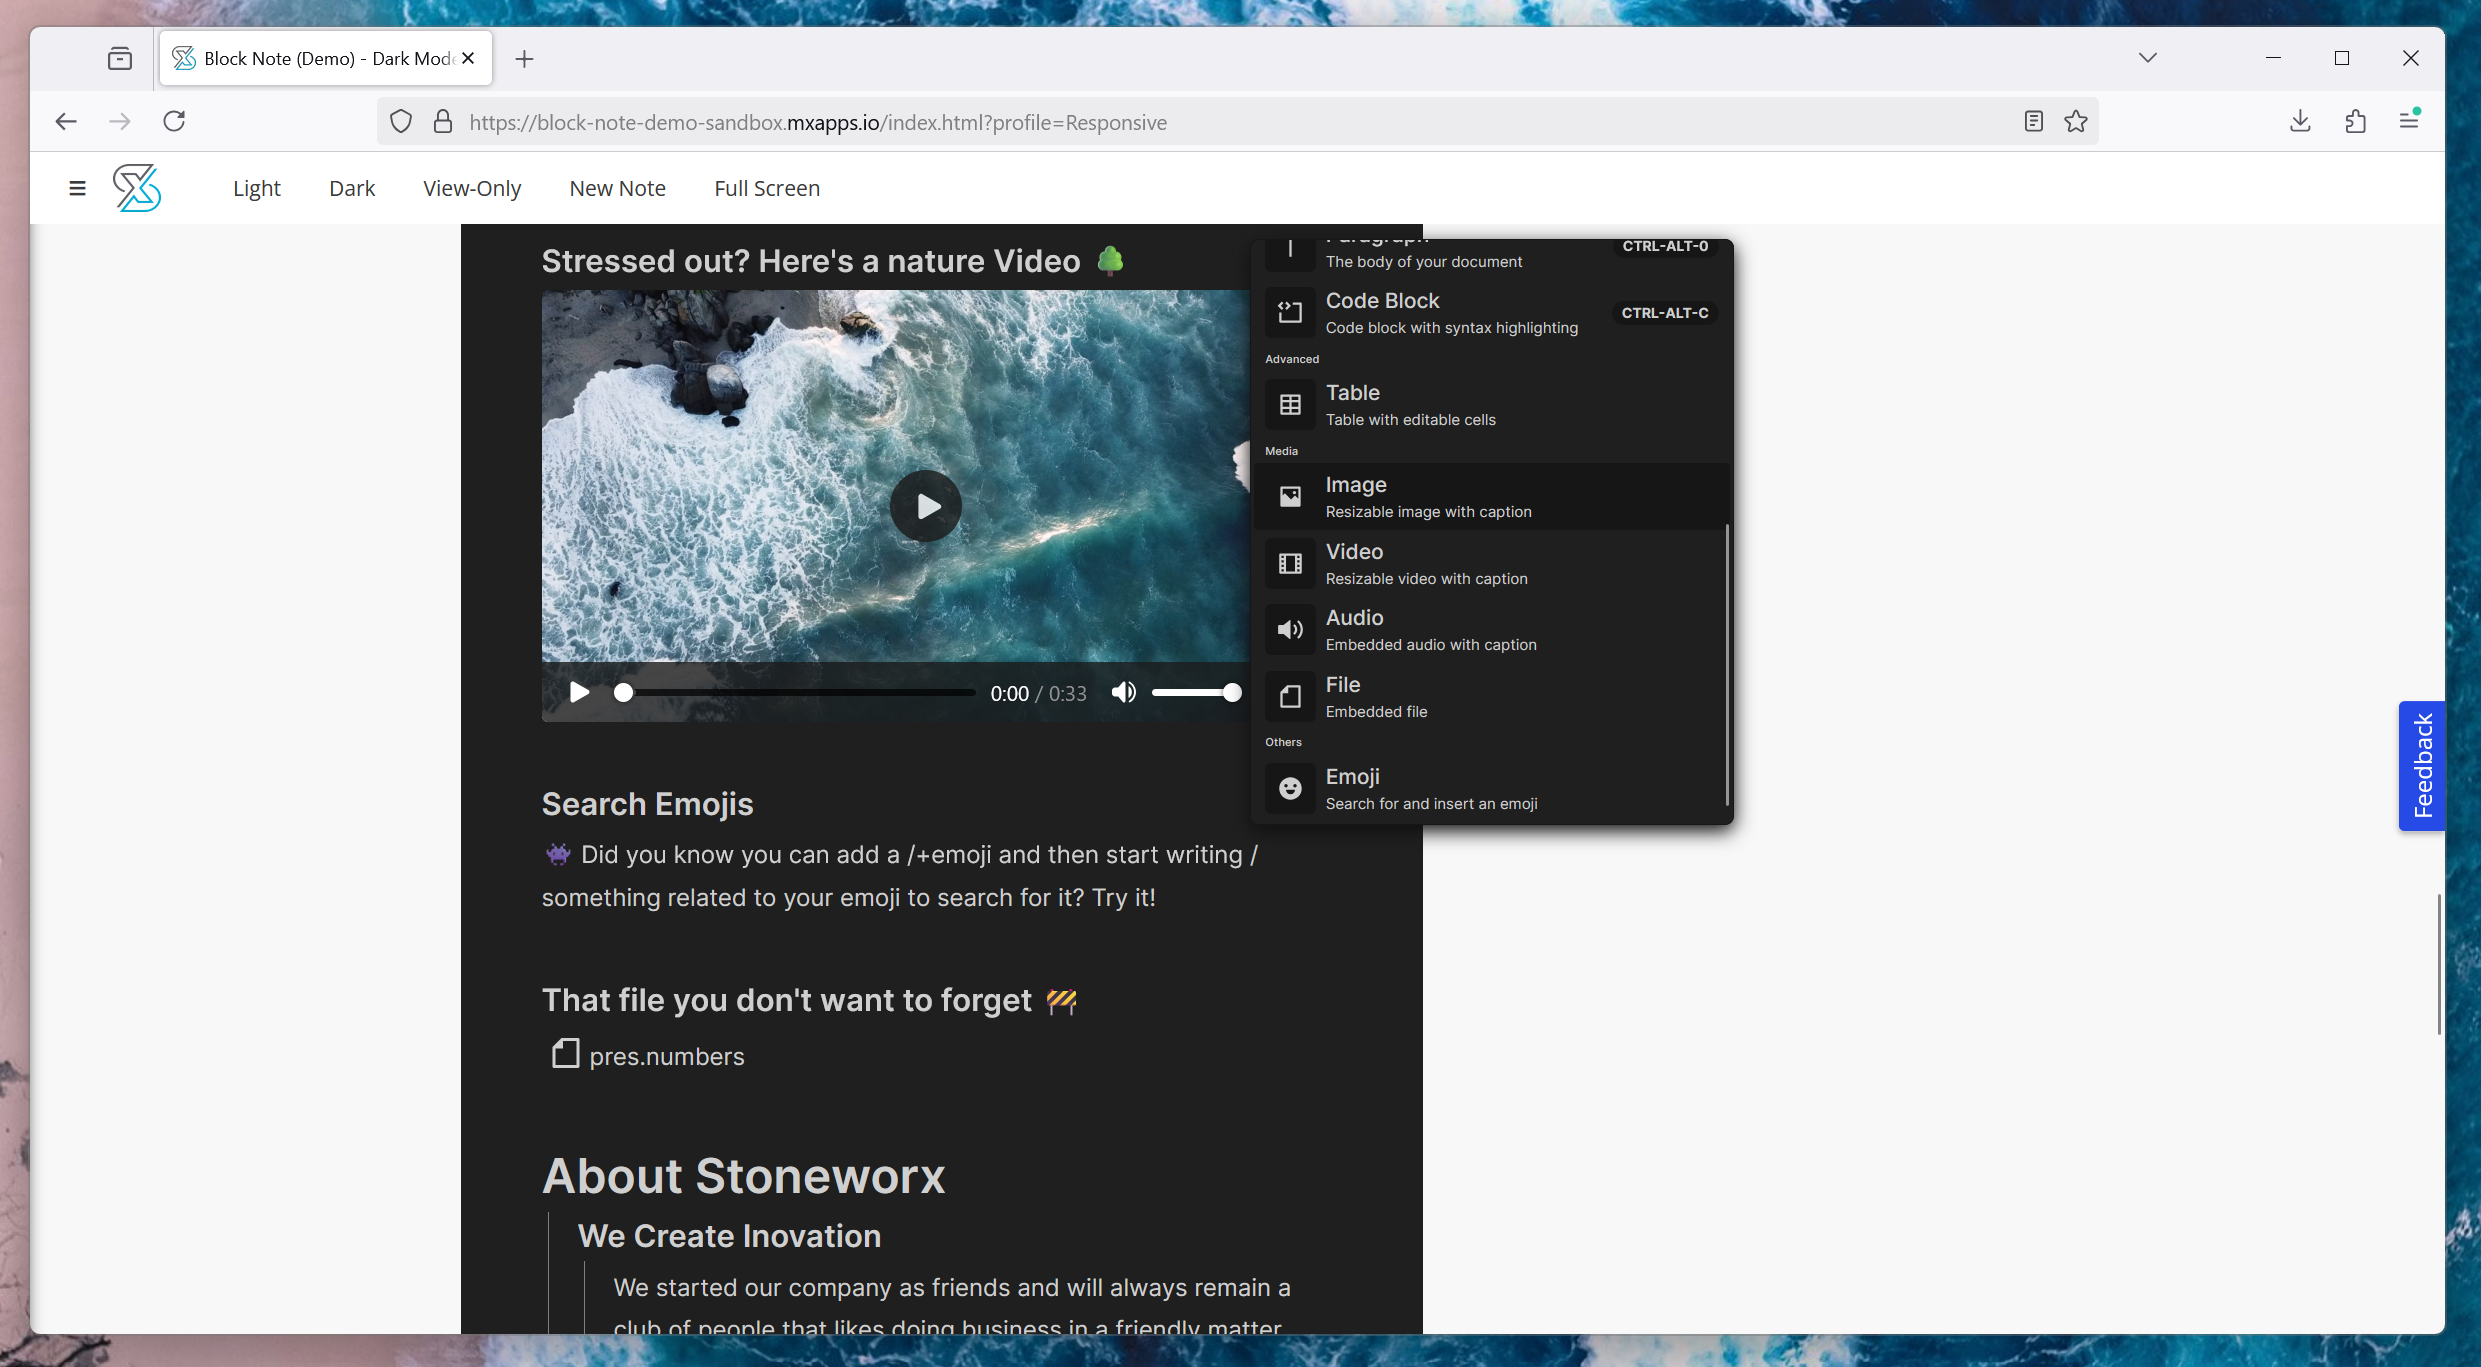 Block Note (Demo) - Dark Mode
https://block-note-demo-sandbox.mxapps.io/index.html?profile=Responsive
Light
Dark
View-Only
New Note
Full Screen
Stressed out? Here's a nature Video 🌳
0:00 / 0:33
Paragraph
CTRL-ALT-0
The body of your document
Code Block
CTRL-ALT-C
Code block with syntax highlighting
Advanced
Table
Table with editable cells
Media
Image
Resizable image with caption
Video
Resizable video with caption
Audio
Embedded audio with caption
File
Embedded file
Others
Emoji
Search for and insert an emoji
Search Emojis
👾 Did you know you can add a /+emoji and then start writing /
something related to your emoji to search for it? Try it!
That file you don't want to forget 🚧
pres.numbers
About Stoneworx
We Create Inovation
We started our company as friends and will always remain a
club of people that likes doing business in a friendly matter
Feedback